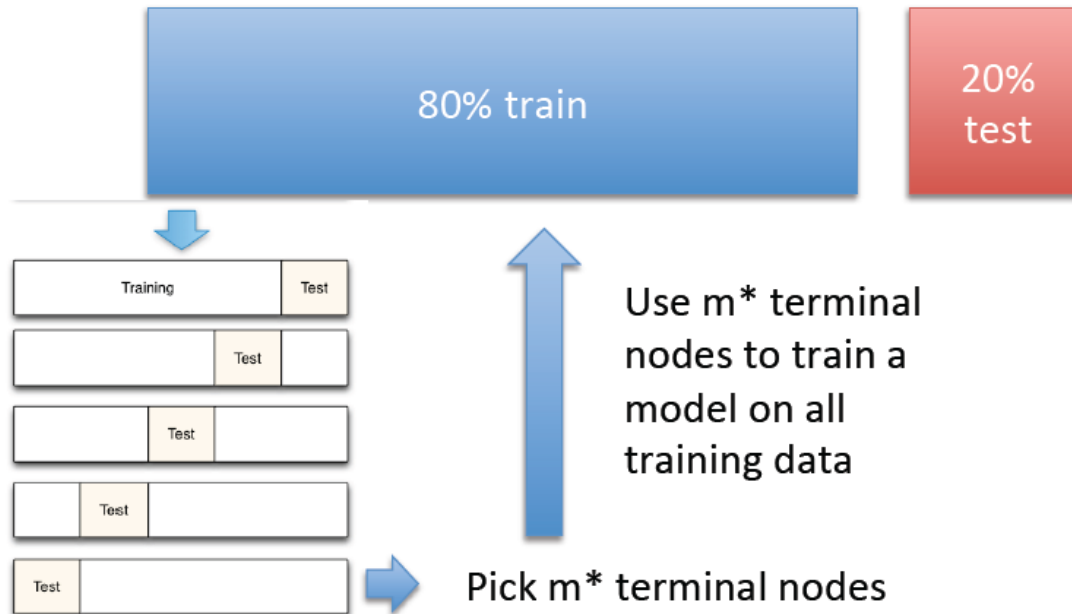 80% train
20%
test
Training
Test
Test
Test
Test
Test
Use m* terminal
nodes to train a
model on all
training data
Pick m* terminal nodes